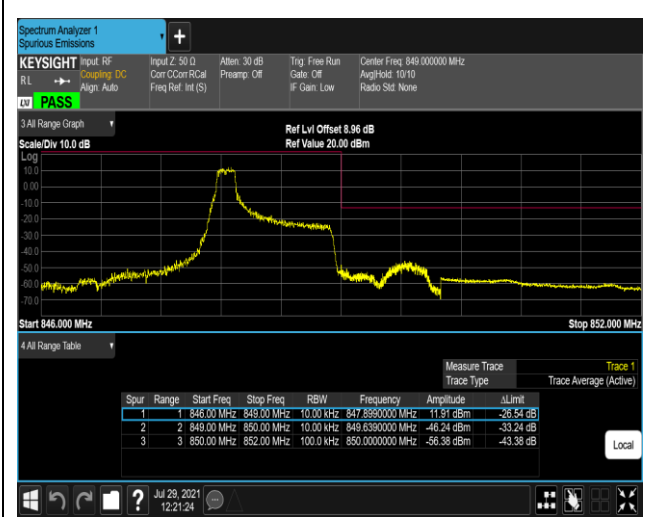 Spectrum Analyzer 1
Spurious Emissions
+
KEYSIGHT Input: RF Input Z: 50 Ω Atten: 30 dB Trig: Free Run Center Freq: 849.000000 MHz
RL Coupling: DC Corr CCorr RCal Preamp: Off Gate: Off Avg|Hold: 10/10
Align: Auto Freq Ref: Int (S) IF Gain: Low Radio Std: None
LXI PASS
3 All Range Graph
Ref Lvl Offset 8.96 dB
Scale/Div 10.0 dB Ref Value 20.00 dBm
Log
10.0
0.00
-10.0
-20.0
-30.0
-40.0
-50.0
-60.0
-70.0
Start 846.000 MHz Stop 852.000 MHz
4 All Range Table
Measure Trace Trace 1
Trace Type Trace Average (Active)
Spur Range Start Freq Stop Freq RBW Frequency Amplitude ΔLimit
1 1 846.00 MHz 849.00 MHz 10.00 kHz 847.8990000 MHz 11.91 dBm -26.54 dB
2 2 849.00 MHz 850.00 MHz 10.00 kHz 849.6390000 MHz -46.24 dBm -33.24 dB
3 3 850.00 MHz 852.00 MHz 100.0 kHz 850.0000000 MHz -56.38 dBm -43.38 dB
Local
? Jul 29, 2021
12:21:24